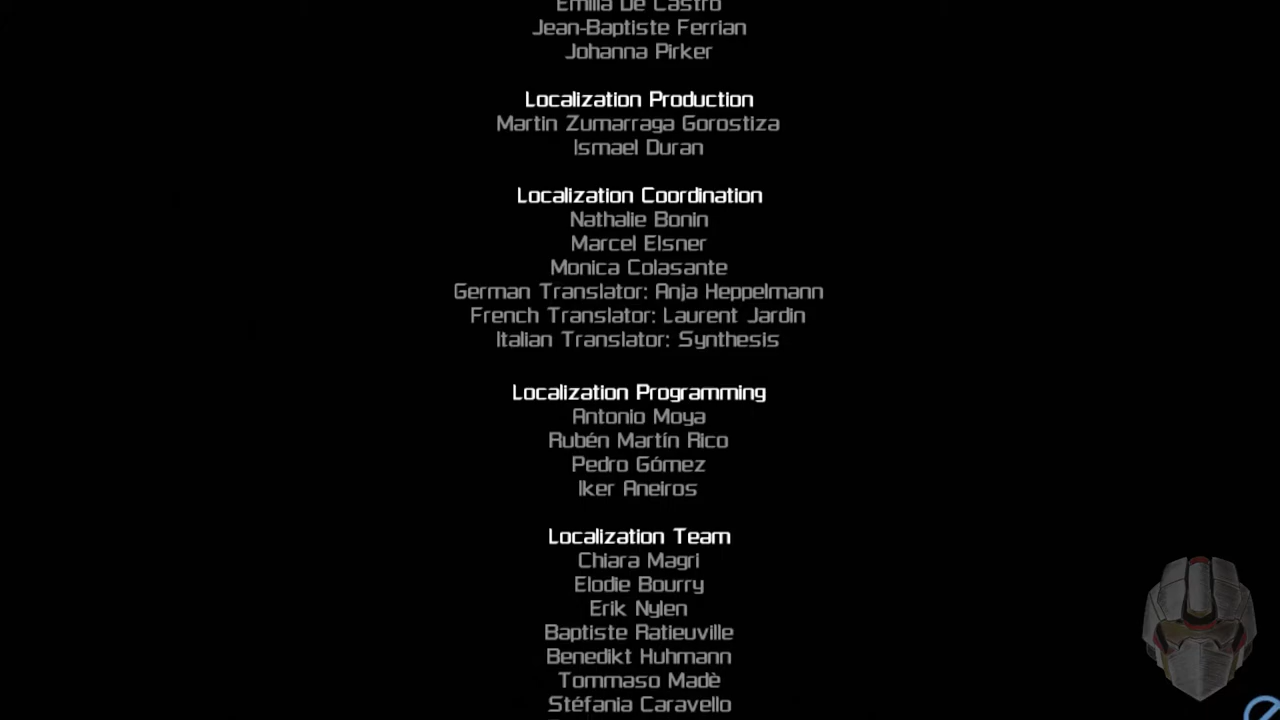 Emilia De Castro
Jean-Baptiste Ferrian
Johanna Pirker
Localization Production
Martin Zumarraga Gorostiza
Ismael Duran
Localization Coordination
Nathalie Bonin
Marcel Elsner
Monica Colasante
German Translator: Anja Heppelmann
French Translator: Laurent Jardin
Italian Translator: Synthesis
Localization Programming
Antonio Moya
Rubén Martín Rico
Pedro Gómez
Iker Aneiros
Localization Team
Chiara Magri
Elodie Bourry
Erik Nylen
Baptiste Ratieuville
Benedikt Huhmann
Tommaso Madè
Stéfania Caravello